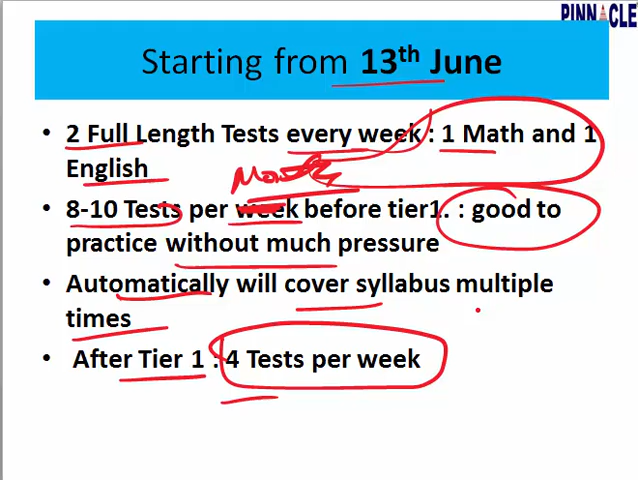 PINNACLE
Starting from 13th June
• 2 Full Length Tests every week : 1 Math and 1
English
Month
• 8-10 Tests per week before tier1. : good to
practice without much pressure
• Automatically will cover syllabus multiple
times
• After Tier 1 : 4 Tests per week